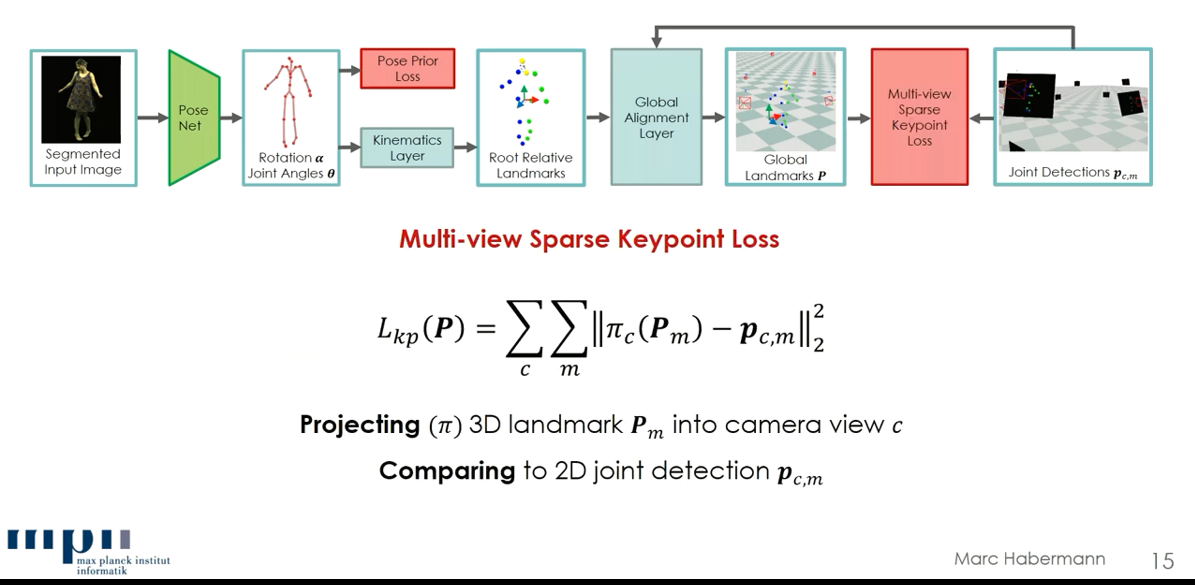 Segmented
Input Image
Pose
Net
Rotation α
Joint Angles θ
Pose Prior
Loss
Kinematics
Layer
Root Relative
Landmarks
Global
Alignment
Layer
Global
Landmarks P
Multi-view
Sparse
Keypoint
Loss
Joint Detections p_{c,m}
Multi-view Sparse Keypoint Loss
L_{kp}(P) = ∑_c ∑_m ‖π_c(P_m) − p_{c,m}‖_2^2
Projecting (π) 3D landmark P_m into camera view c
Comparing to 2D joint detection p_{c,m}
mpii
max planck institut
informatik
Marc Habermann
15